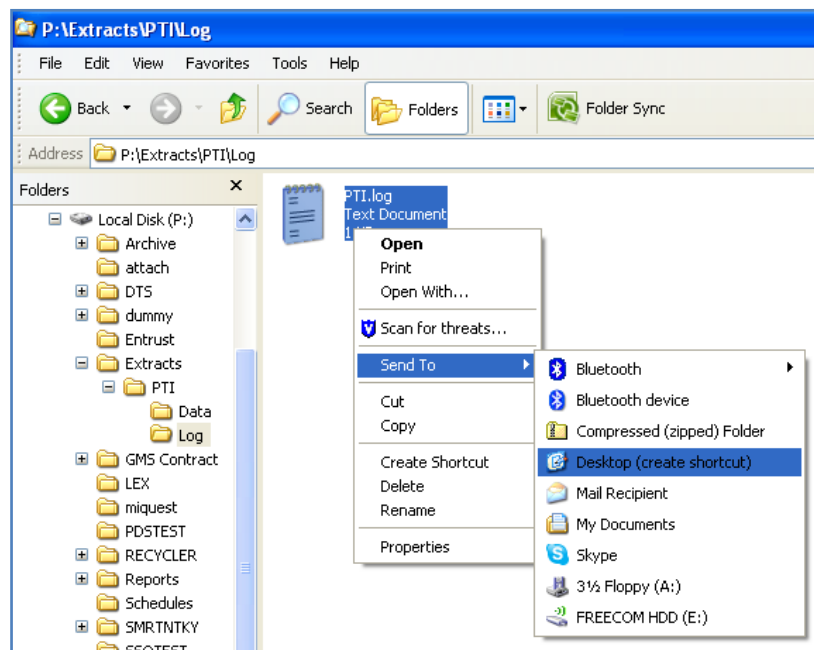 P:\Extracts\PTI\Log
File Edit View Favorites Tools Help
Back Search Folders Folder Sync
Address P:\Extracts\PTI\Log
Folders
Local Disk (P:)
Archive
attach
DTS
dummy
Entrust
Extracts
PTI
Data
Log
GMS Contract
LEX
miquest
PDSTEST
RECYCLER
Reports
Schedules
SMRTNTKY
PTI.log
Text Document
Open
Print
Open With...
Scan for threats...
Send To
Cut
Copy
Create Shortcut
Delete
Rename
Properties
Bluetooth
Bluetooth device
Compressed (zipped) Folder
Desktop (create shortcut)
Mail Recipient
My Documents
Skype
3½ Floppy (A:)
FREECOM HDD (E:)